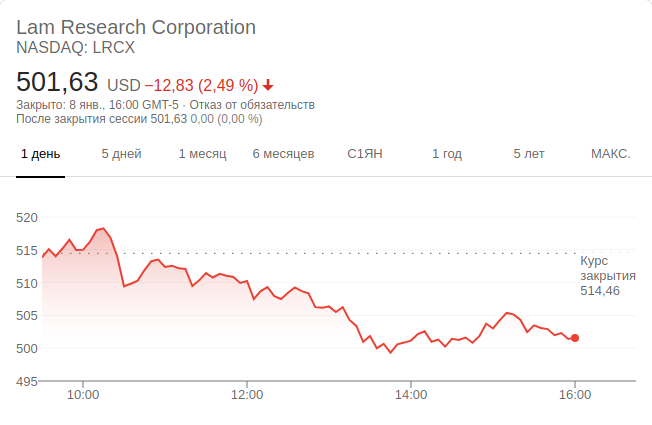 Lam Research Corporation
NASDAQ: LRCX
501,63 USD −12,83 (2,49 %)
Закрыто: 8 янв., 16:00 GMT-5 · Отказ от обязательств
После закрытия сессии 501,63 0,00 (0,00 %)
1 день 5 дней 1 месяц 6 месяцев С1ЯН 1 год 5 лет МАКС.
520
515
Курс
закрытия
514,46
510
505
500
495
10:00 12:00 14:00 16:00